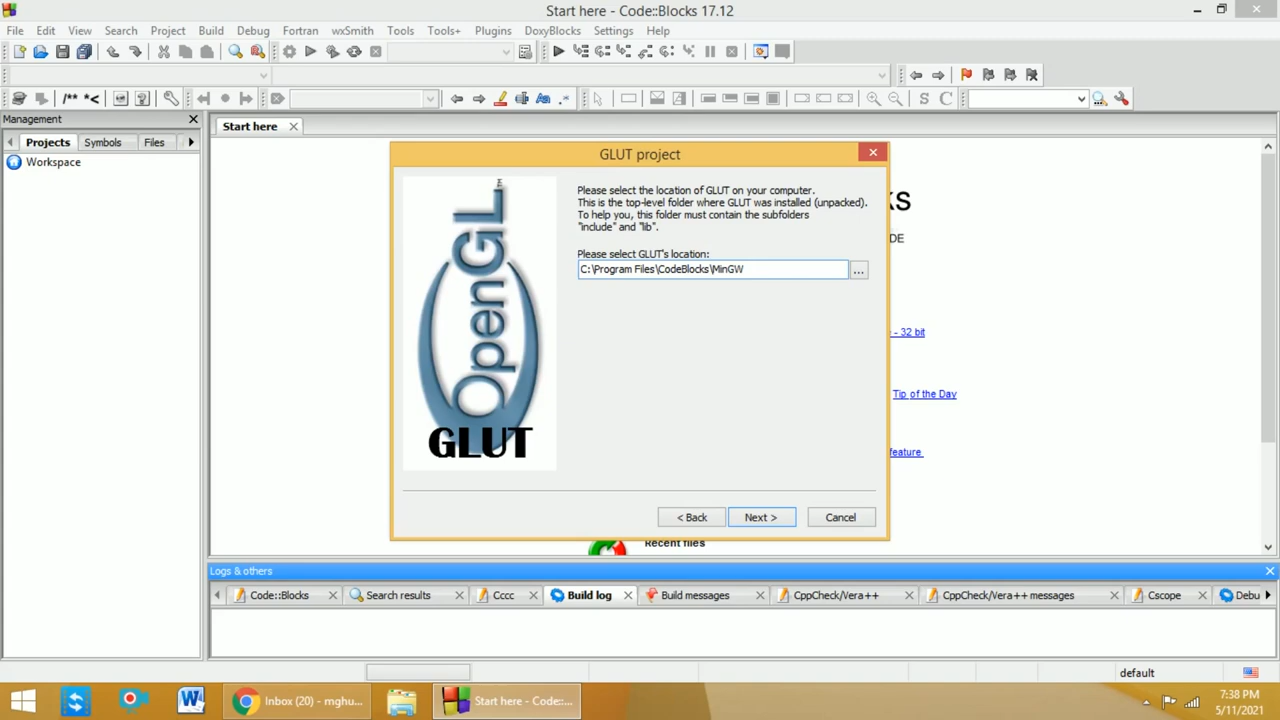 Start here - Code::Blocks 17.12
File Edit View Search Project Build Debug Fortran wxSmith Tools Tools+ Plugins DoxyBlocks Settings Help
/** *<
S C
Management
Projects Symbols Files
Workspace
Start here
GLUT project
OpenGL
GLUT
Please select the location of GLUT on your computer.
This is the top-level folder where GLUT was installed (unpacked).
To help you, this folder must contain the subfolders
"include" and "lib".
Please select GLUT's location:
C:\Program Files\CodeBlocks\MinGW
...
< Back Next > Cancel
KS
DE
- 32 bit
Tip of the Day
feature
Recent files
Logs & others
Code::Blocks Search results Cccc Build log Build messages CppCheck/Vera++ CppCheck/Vera++ messages Cscope Debu
default
Inbox (20) - mghu...
Start here - Code::...
7:38 PM
5/11/2021